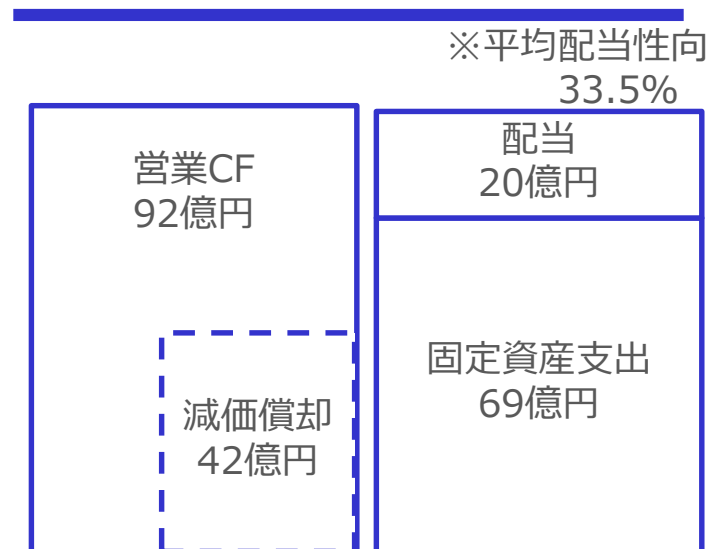 ※平均配当性向
33.5%
営業CF
92億円
配当
20億円
減価償却
42億円
固定資産支出
69億円